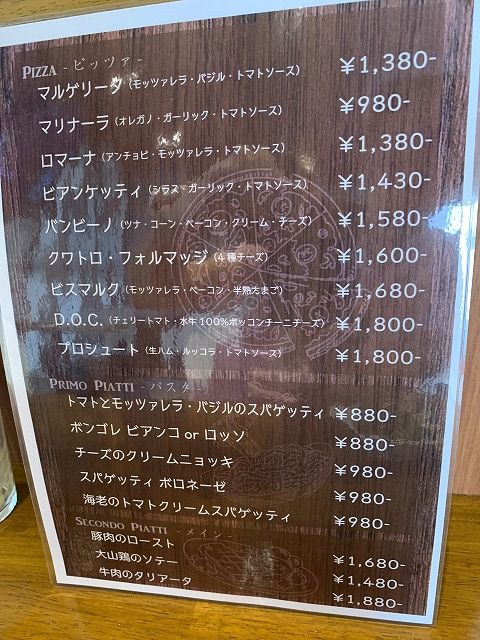 PIZZA - ピッツァ -
マルゲリータ (モッツァレラ・バジル・トマトソース) ¥1,380-
マリナーラ (オレガノ・ガーリック・トマトソース) ¥980-
ロマーナ (アンチョビ・モッツァレラ・トマトソース) ¥1,380-
ビアンケッティ (シラス・ガーリック・トマトソース) ¥1,430-
バンビーノ (ツナ・コーン・ベーコン・クリーム・チーズ) ¥1,580-
クワトロ・フォルマッジ (4種チーズ) ¥1,600-
ビスマルク (モッツァレラ・ベーコン・半熟たまご) ¥1,680-
D.O.C. (チェリートマト・水牛100%ボッコンチーニチーズ) ¥1,800-
プロシュート (生ハム・ルッコラ・トマトソース) ¥1,800-
PRIMO PIATTI - パスタ -
トマトとモッツァレラ・バジルのスパゲッティ ¥880-
ボンゴレ ビアンコ or ロッソ ¥880-
チーズのクリームニョッキ ¥980-
スパゲッティ ボロネーゼ ¥980-
海老のトマトクリームスパゲッティ ¥980-
SECONDO PIATTI - メイン -
豚肉のロースト ¥1,680-
大山鶏のソテー ¥1,480-
牛肉のタリアータ ¥1,880-